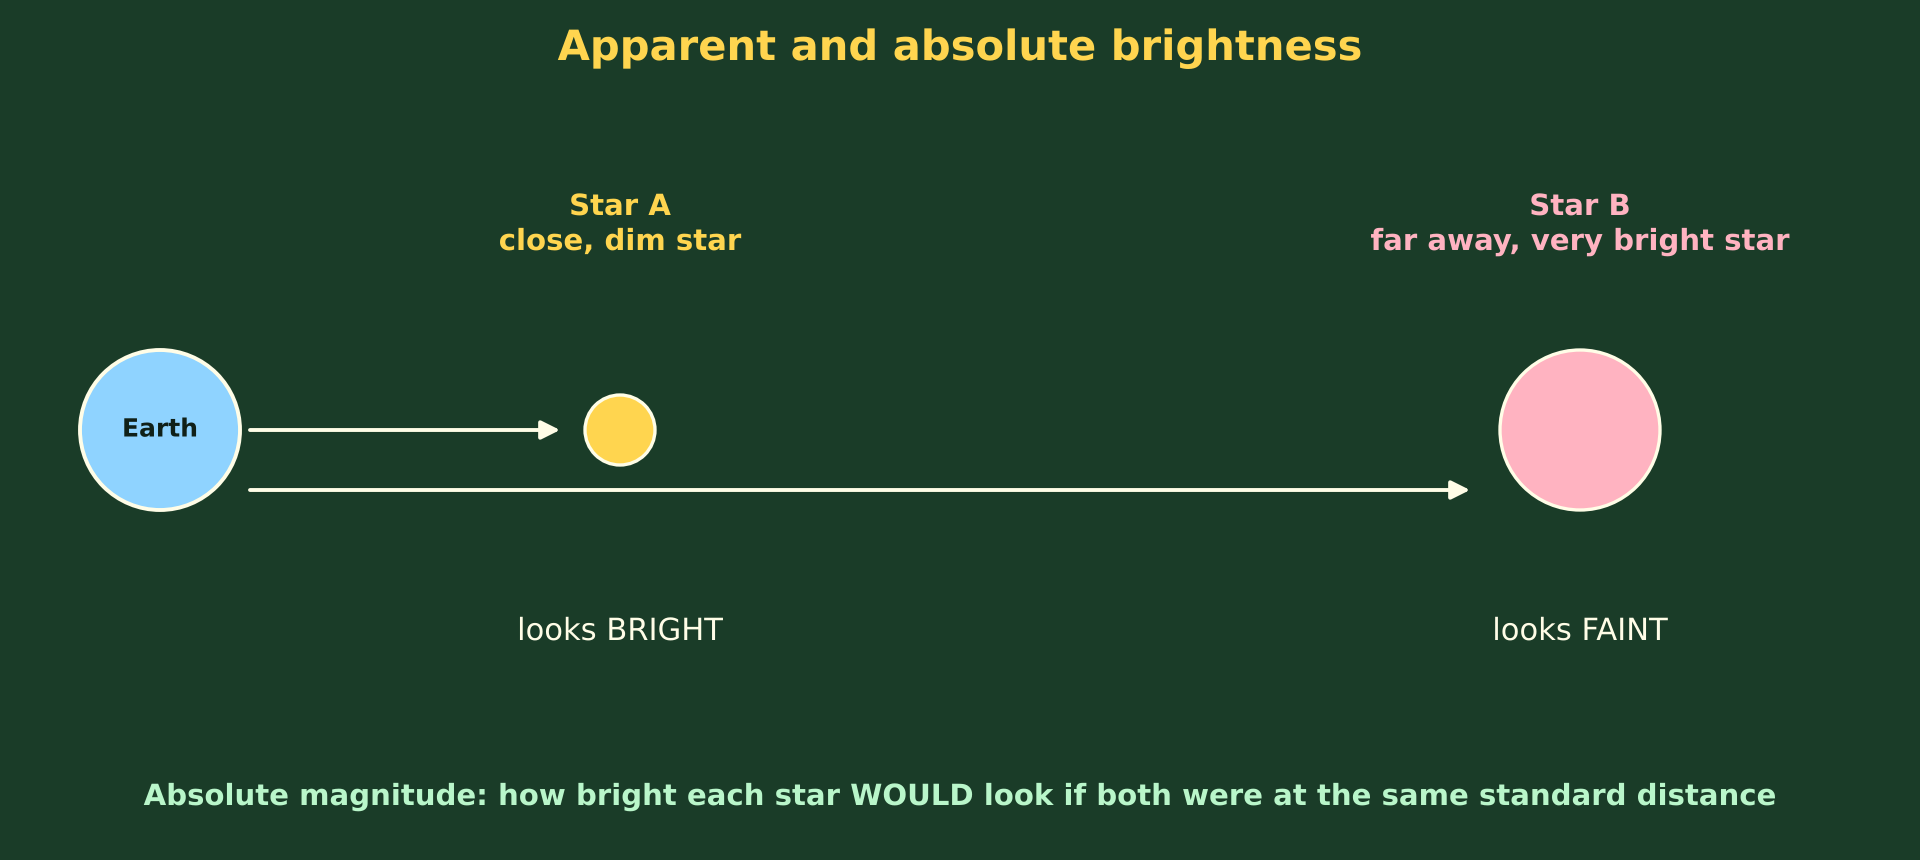 Apparent and absolute brightness
Star A
close, dim star
Star B
far away, very bright star
Earth
looks BRIGHT
looks FAINT
Absolute magnitude: how bright each star WOULD look if both were at the same standard distance